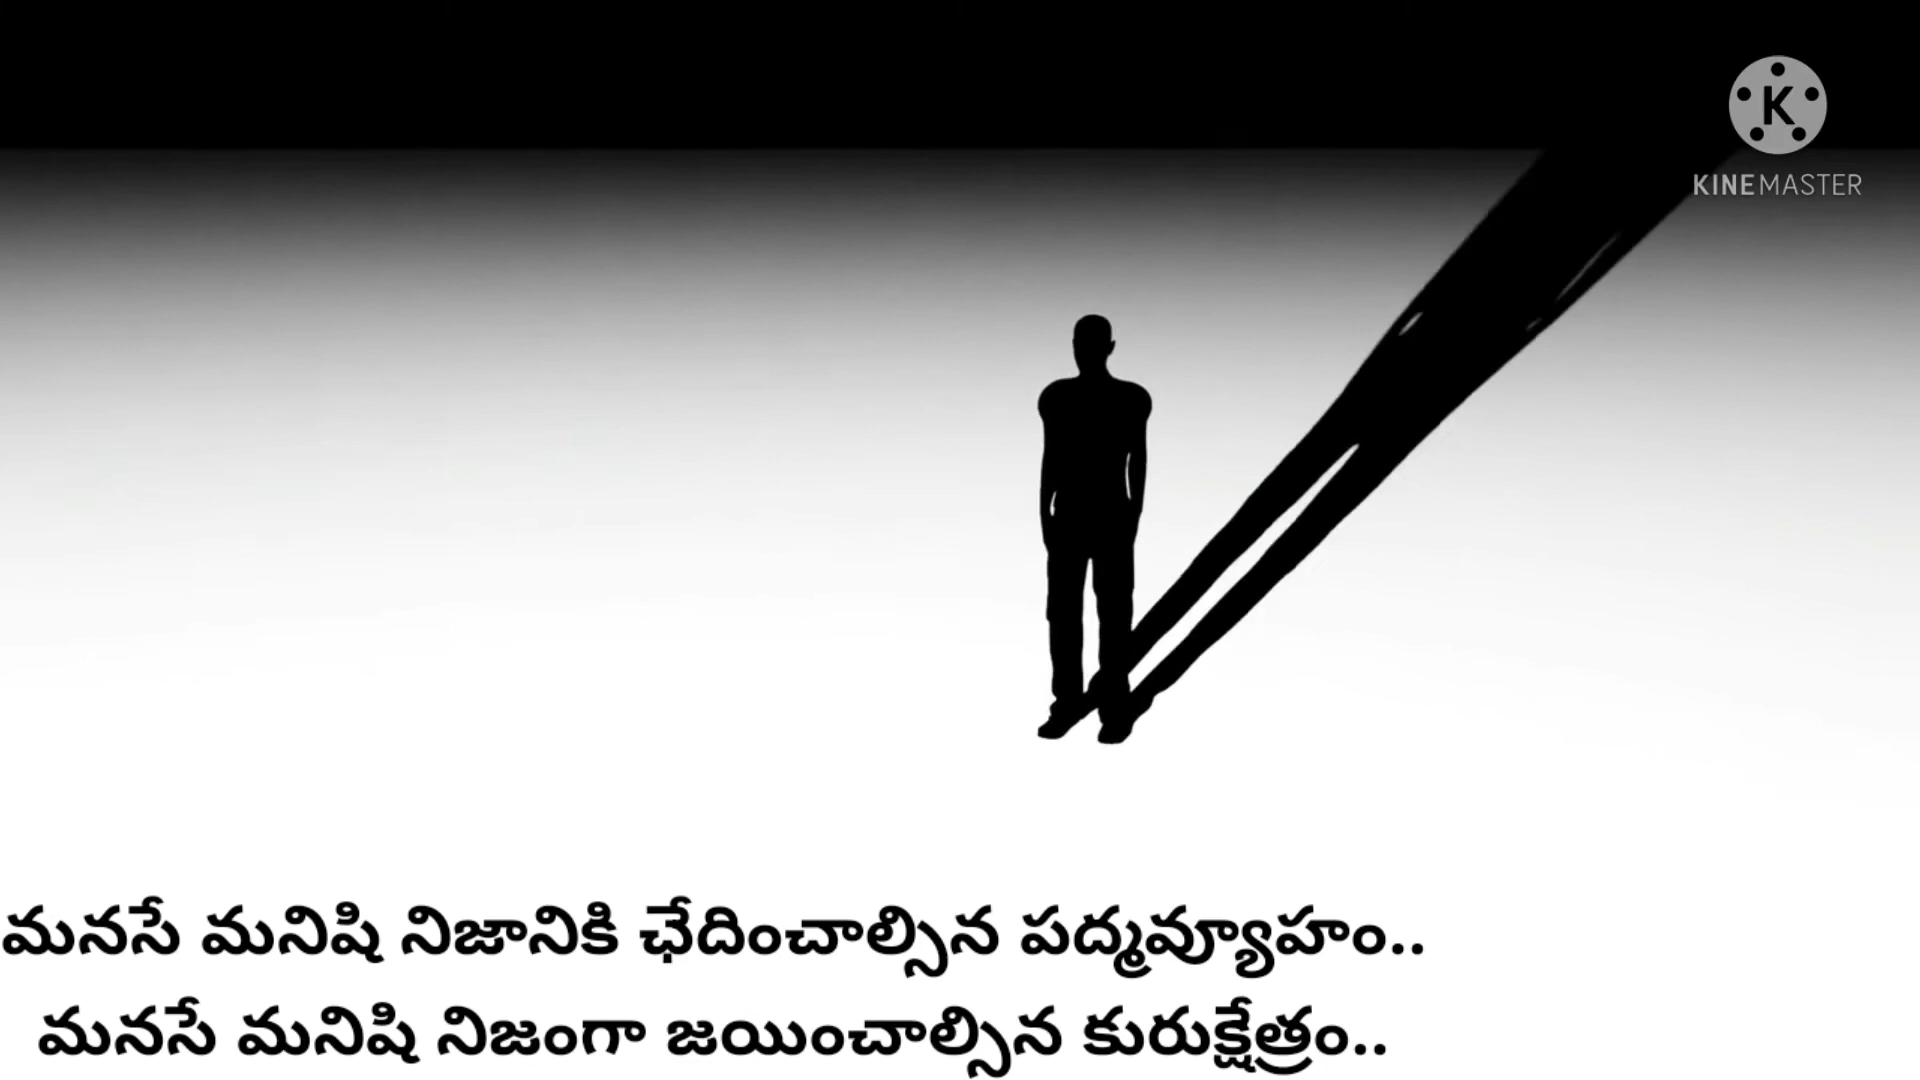 K
KINEMASTER
మనసే మనిషి నిజానికి ఛేదించాల్సిన పద్మవ్యూహం..
మనసే మనిషి నిజంగా జయించాల్సిన కురుక్షేత్రం..